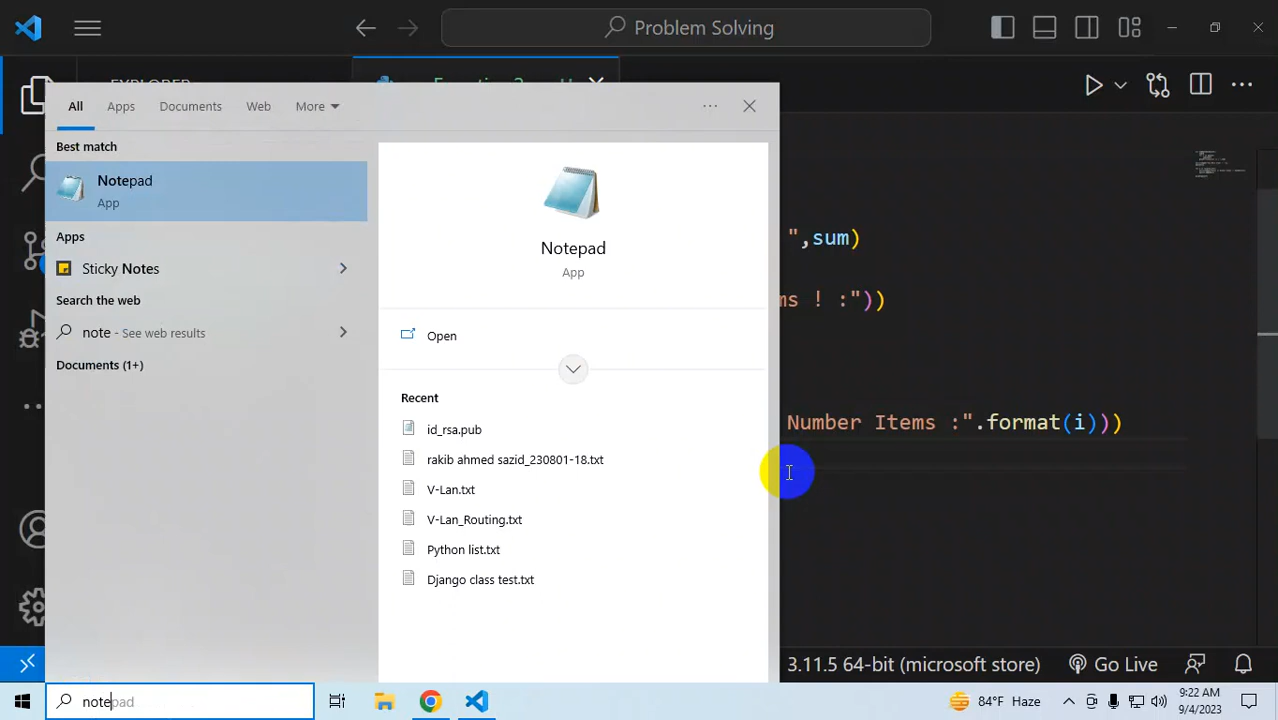 Problem Solving
EXPLORER
All Apps Documents Web More
Best match
Notepad
App
Apps
Sticky Notes
Search the web
note - See web results
Documents (1+)
Notepad
App
Open
Recent
id_rsa.pub
rakib ahmed sazid_230801-18.txt
V-Lan.txt
V-Lan_Routing.txt
Python list.txt
Django class test.txt
",sum)
ms ! :"))
Number Items :".format(i)))
3.11.5 64-bit (microsoft store) Go Live
notepad
84°F Haze
9:22 AM
9/4/2023